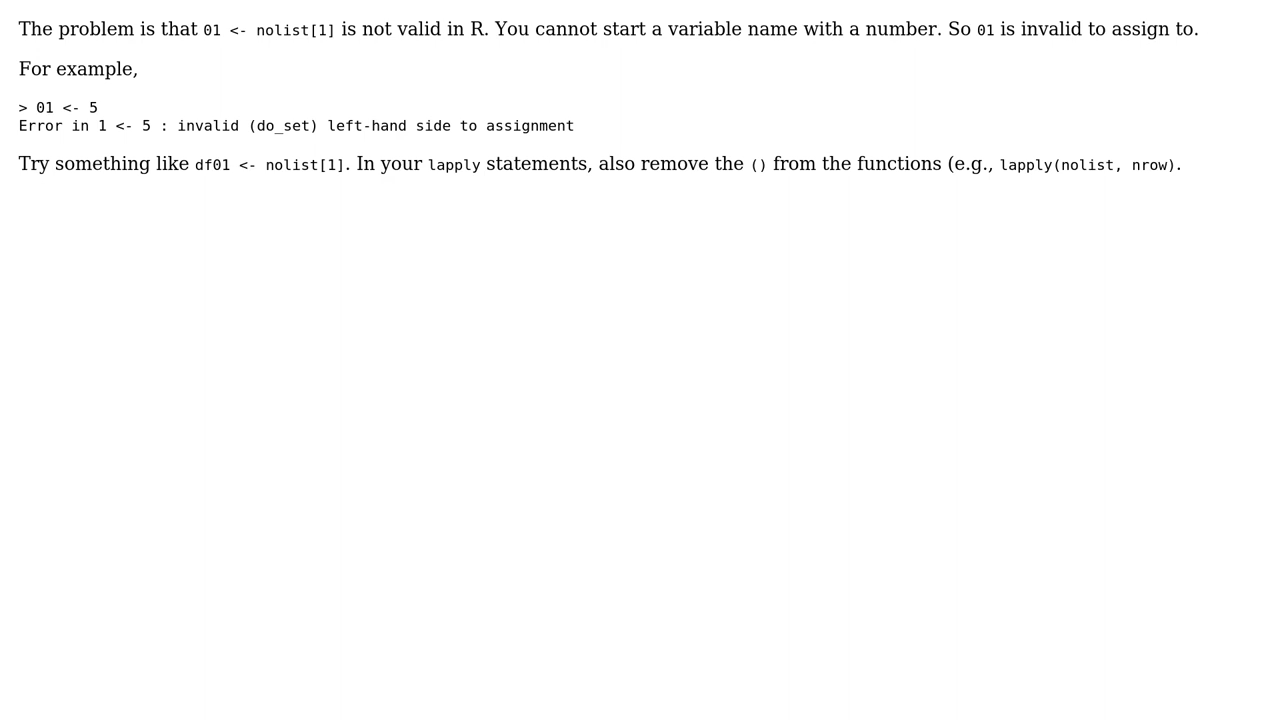 The problem is that 01 <- nolist[1] is not valid in R. You cannot start a variable name with a number. So 01 is invalid to assign to.
For example,
> 01 <- 5
Error in 1 <- 5 : invalid (do_set) left-hand side to assignment
Try something like df01 <- nolist[1]. In your lapply statements, also remove the () from the functions (e.g., lapply(nolist, nrow).